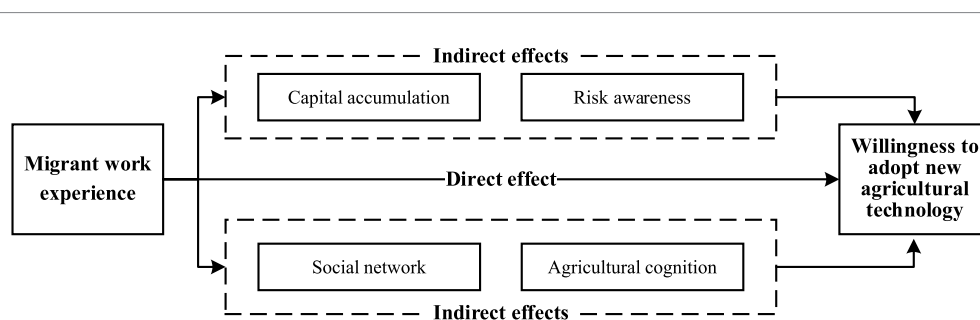 Indirect effects
Capital accumulation
Risk awareness
Migrant work
experience
Direct effect
Willingness to
adopt new
agricultural
technology
Social network
Agricultural cognition
Indirect effects